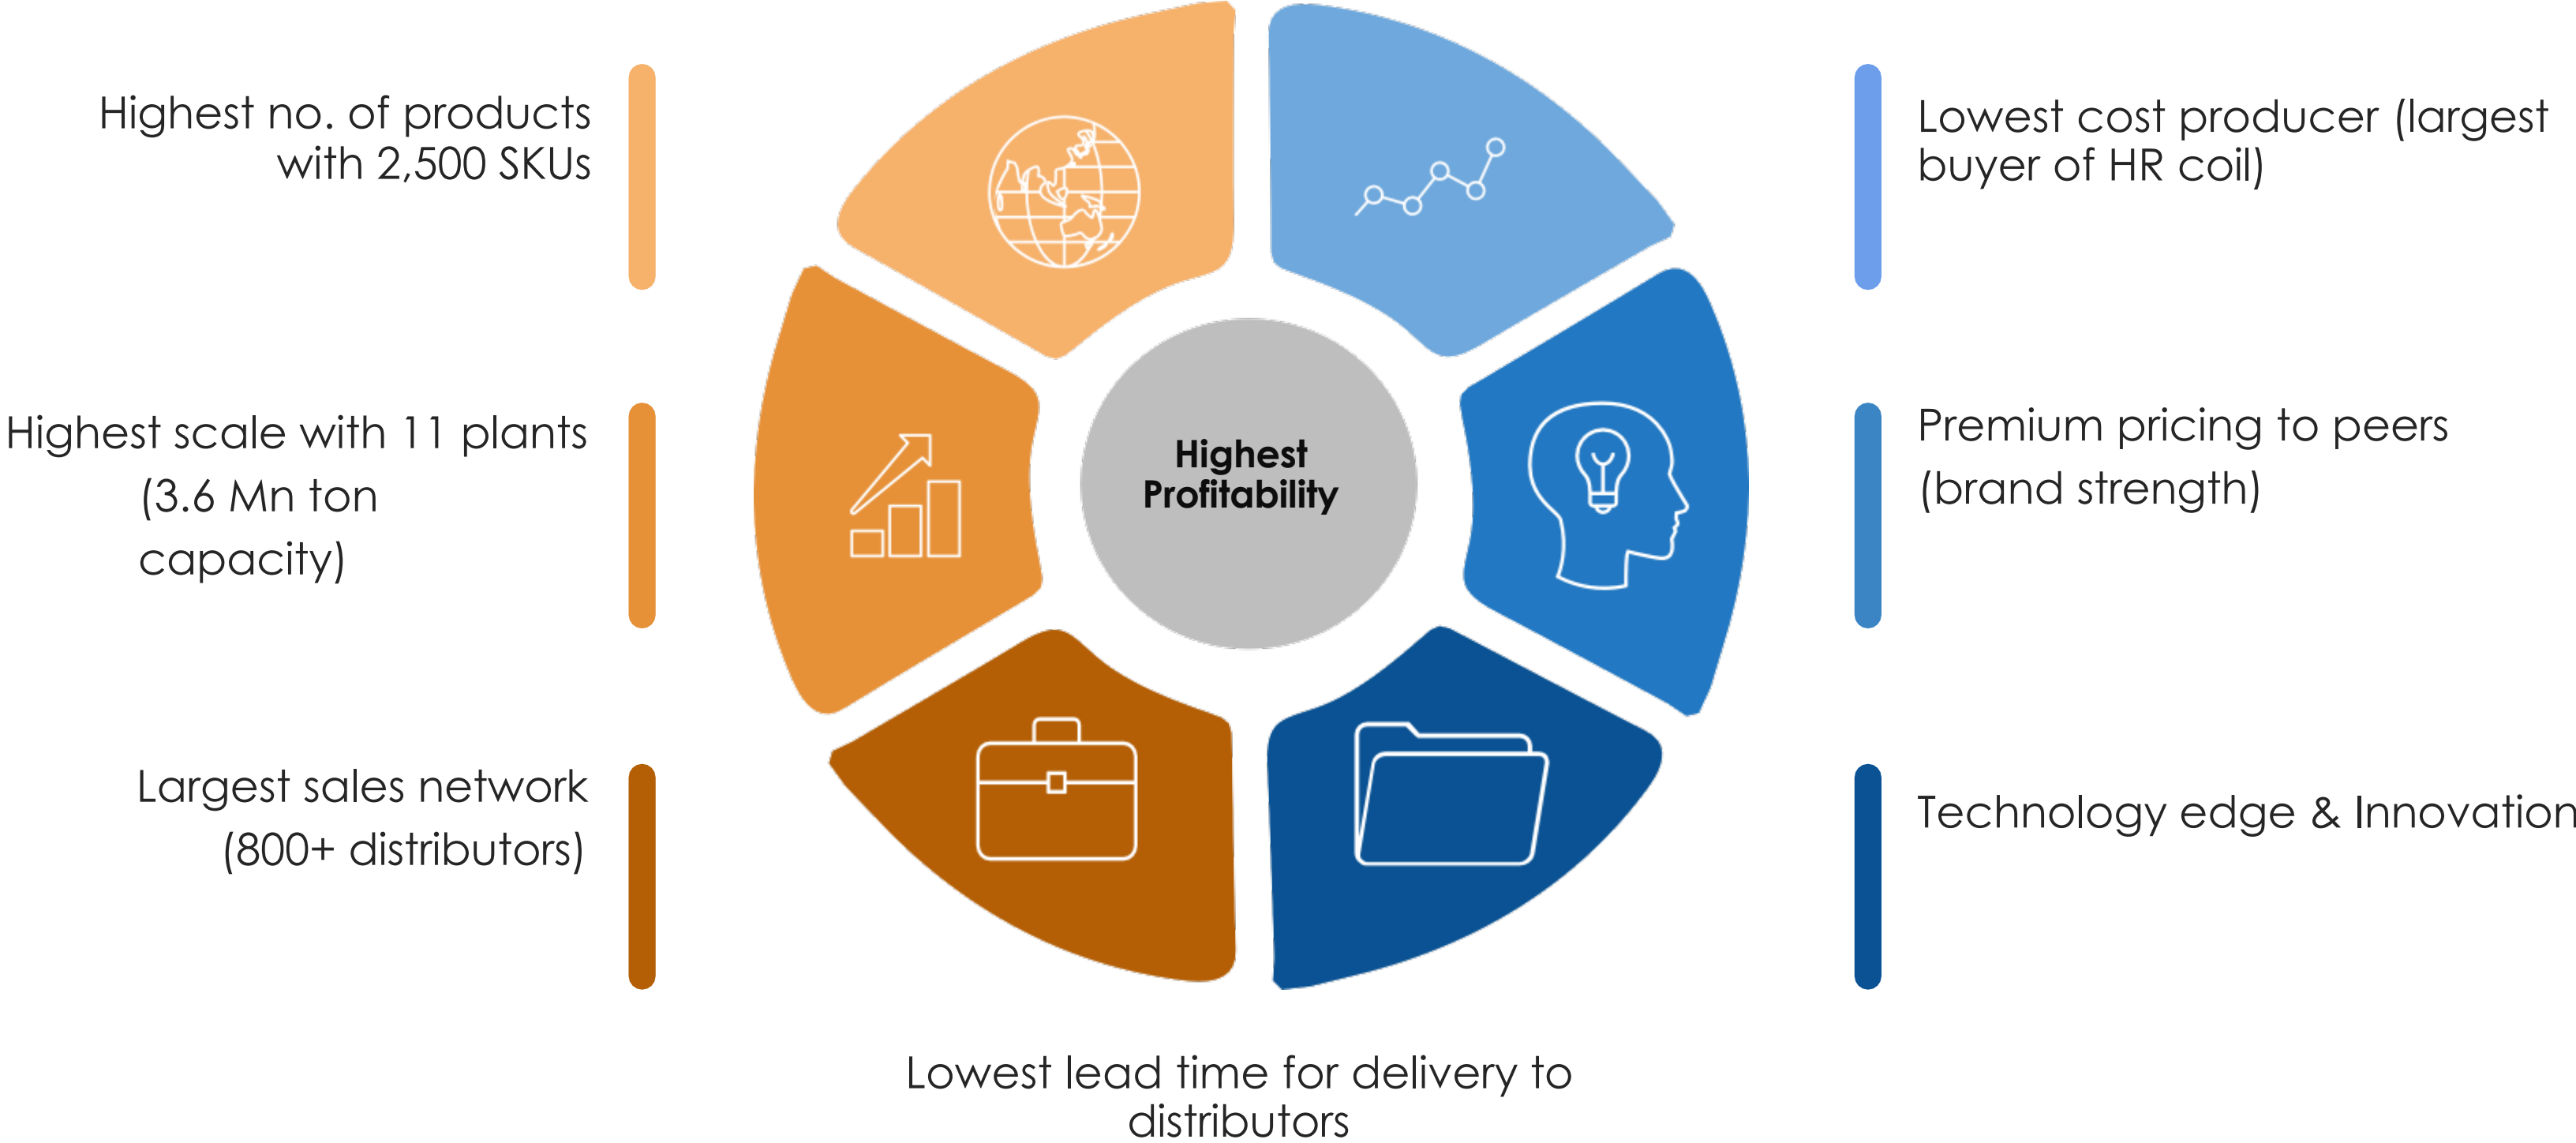 Highest no. of products
with 2,500 SKUs
Highest scale with 11 plants
(3.6 Mn ton
capacity)
Largest sales network
(800+ distributors)
Highest
Profitability
Lowest cost producer (largest
buyer of HR coil)
Premium pricing to peers
(brand strength)
Technology edge & Innovation
Lowest lead time for delivery to
distributors